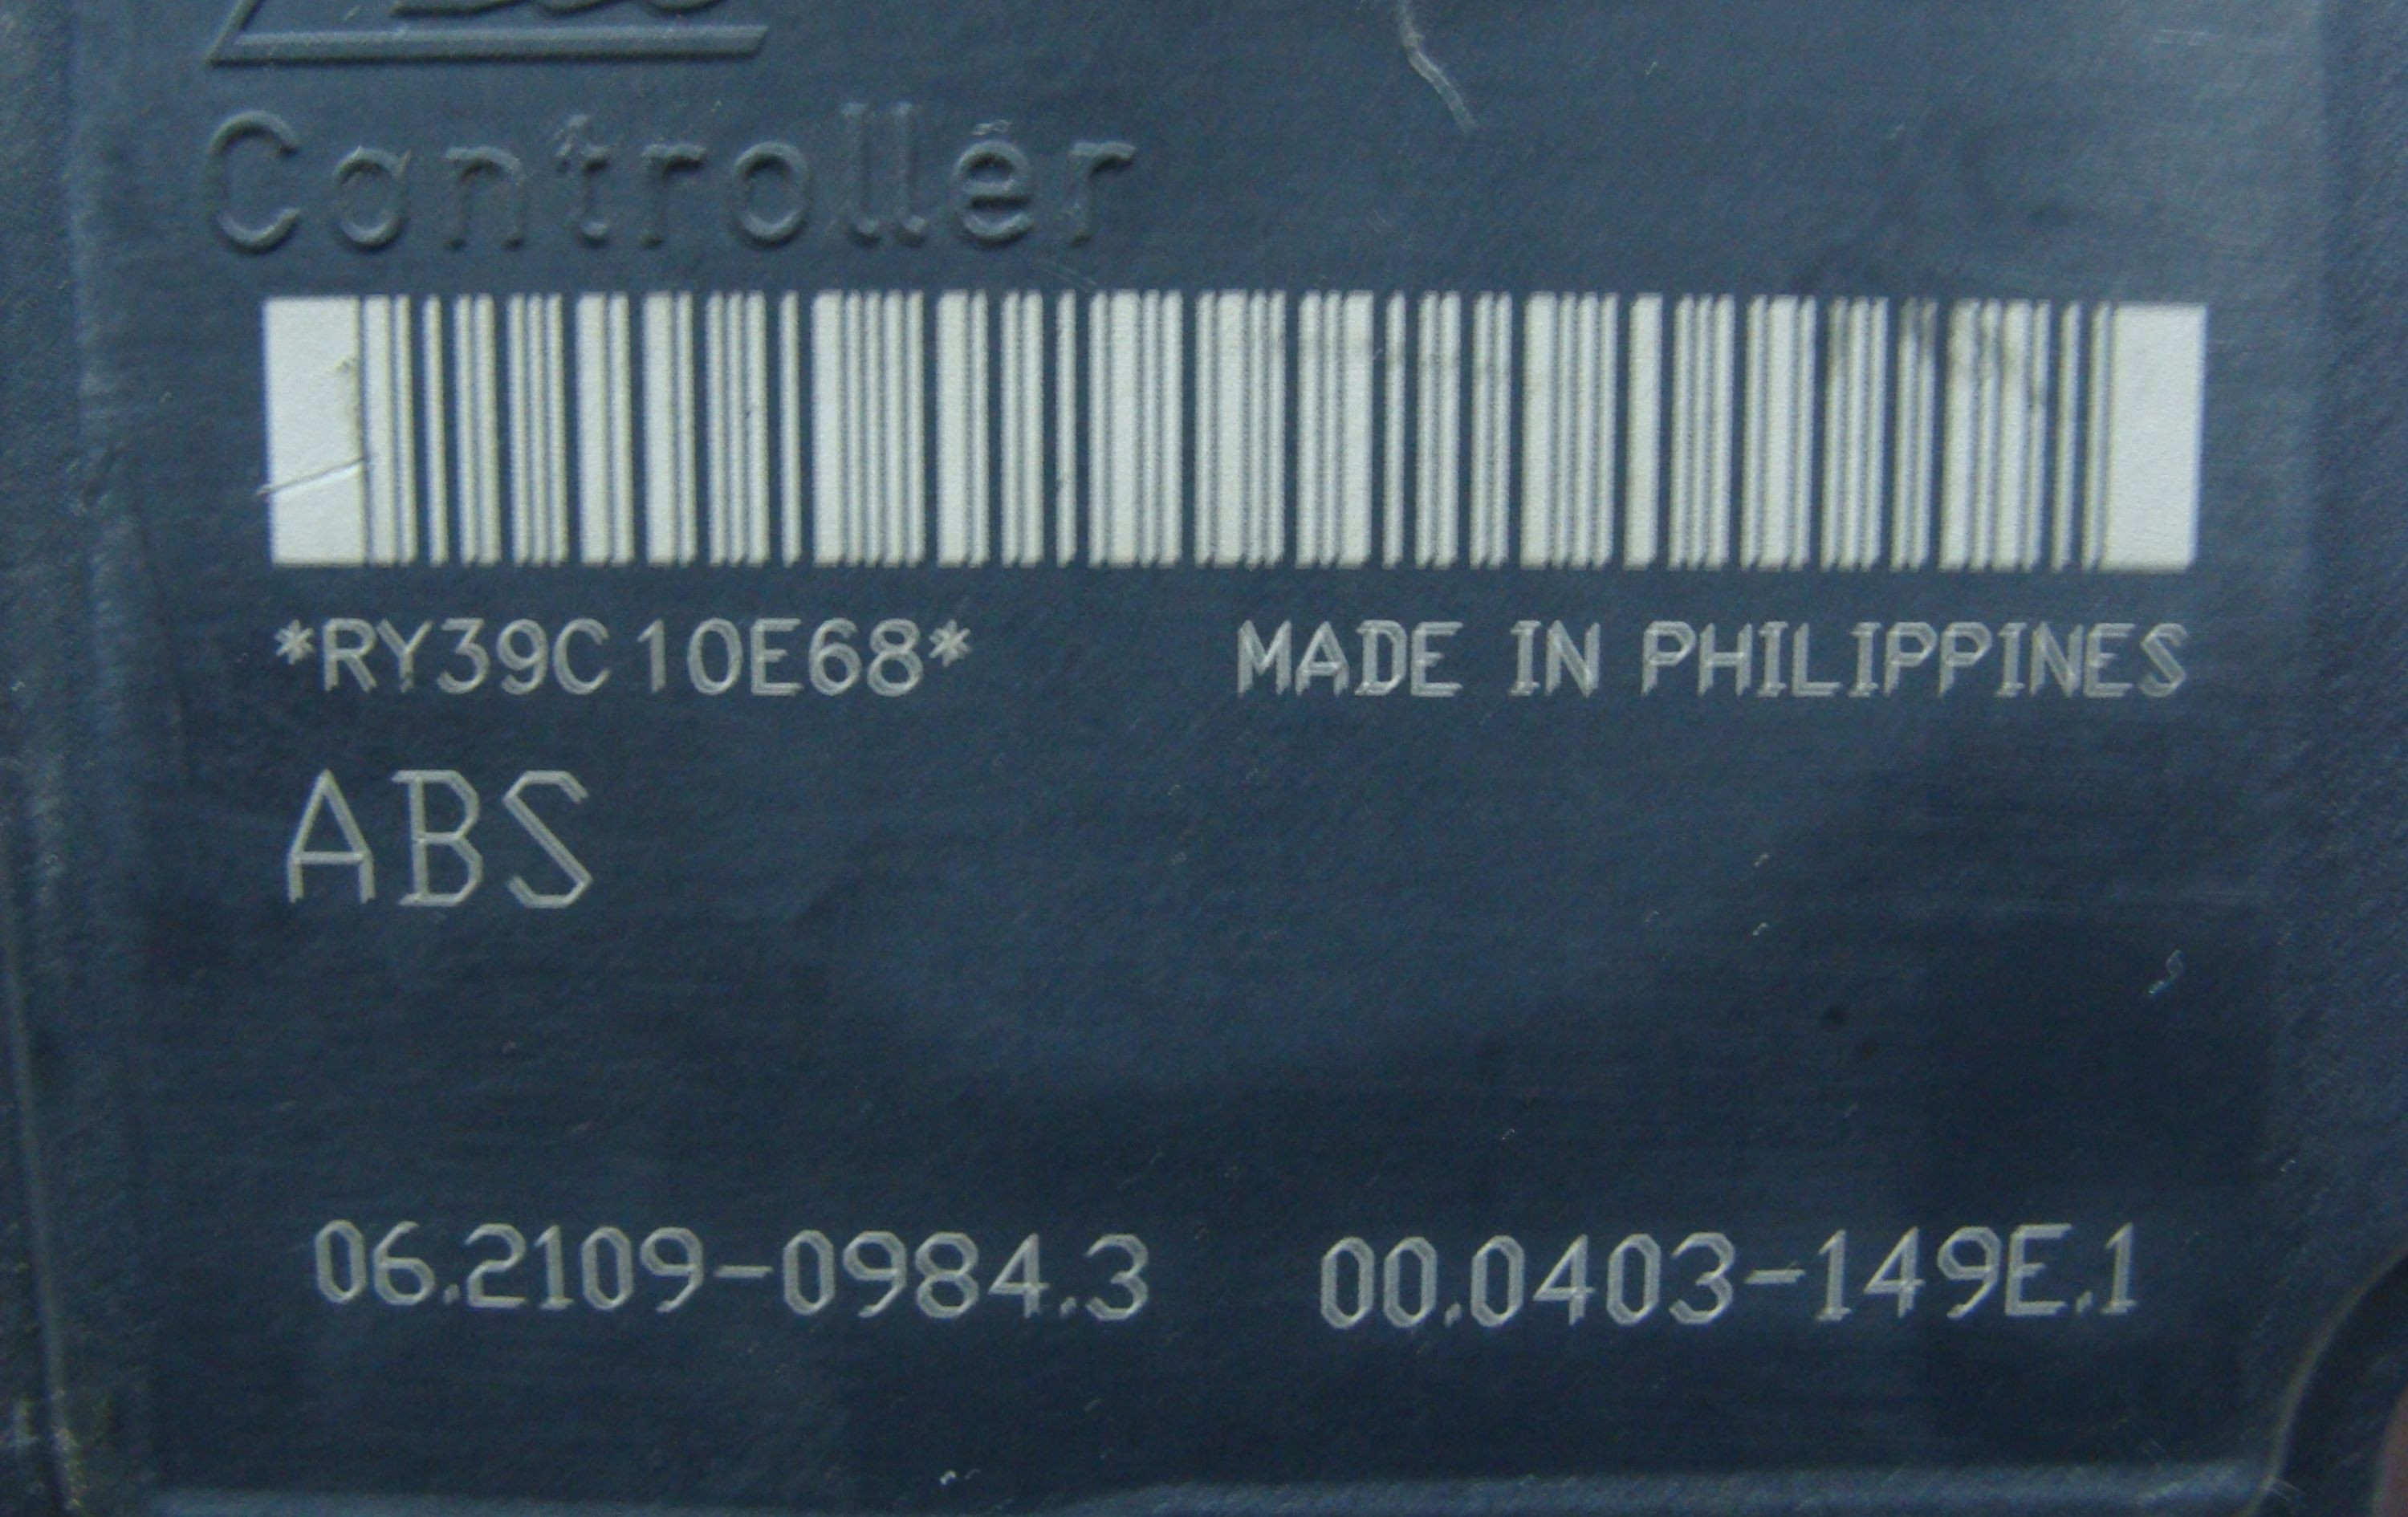 Controller
*RY39C10E68* MADE IN PHILIPPINES
ABS
06.2109-0984.3 00.0403-149E.1